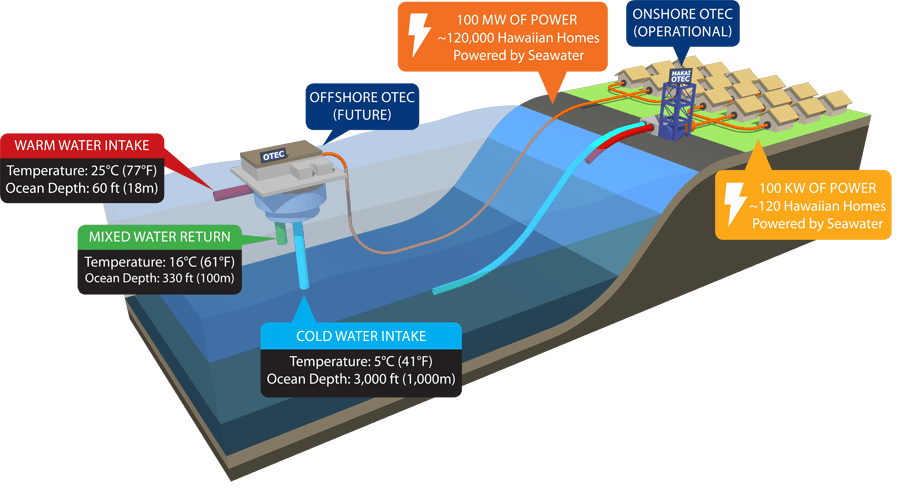 100 MW OF POWER
~120,000 Hawaiian Homes
Powered by Seawater
ONSHORE OTEC
(OPERATIONAL)
MAKAI
OTEC
OFFSHORE OTEC
(FUTURE)
OTEC
WARM WATER INTAKE
Temperature: 25°C (77°F)
Ocean Depth: 60 ft (18m)
100 KW OF POWER
~120 Hawaiian Homes
Powered by Seawater
MIXED WATER RETURN
Temperature: 16°C (61°F)
Ocean Depth: 330 ft (100m)
COLD WATER INTAKE
Temperature: 5°C (41°F)
Ocean Depth: 3,000 ft (1,000m)